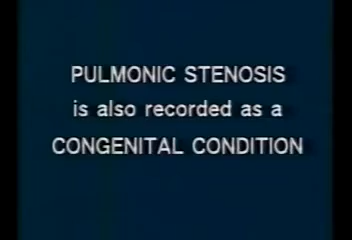 PULMONIC STENOSIS
is also recorded as a
CONGENITAL CONDITION